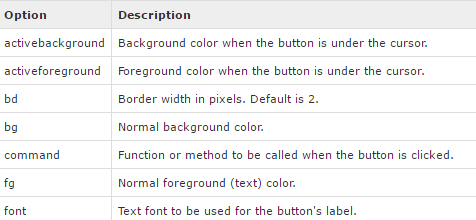 Option Description
activebackground Background color when the button is under the cursor.
activeforeground Foreground color when the button is under the cursor.
bd Border width in pixels. Default is 2.
bg Normal background color.
command Function or method to be called when the button is clicked.
fg Normal foreground (text) color.
font Text font to be used for the button's label.